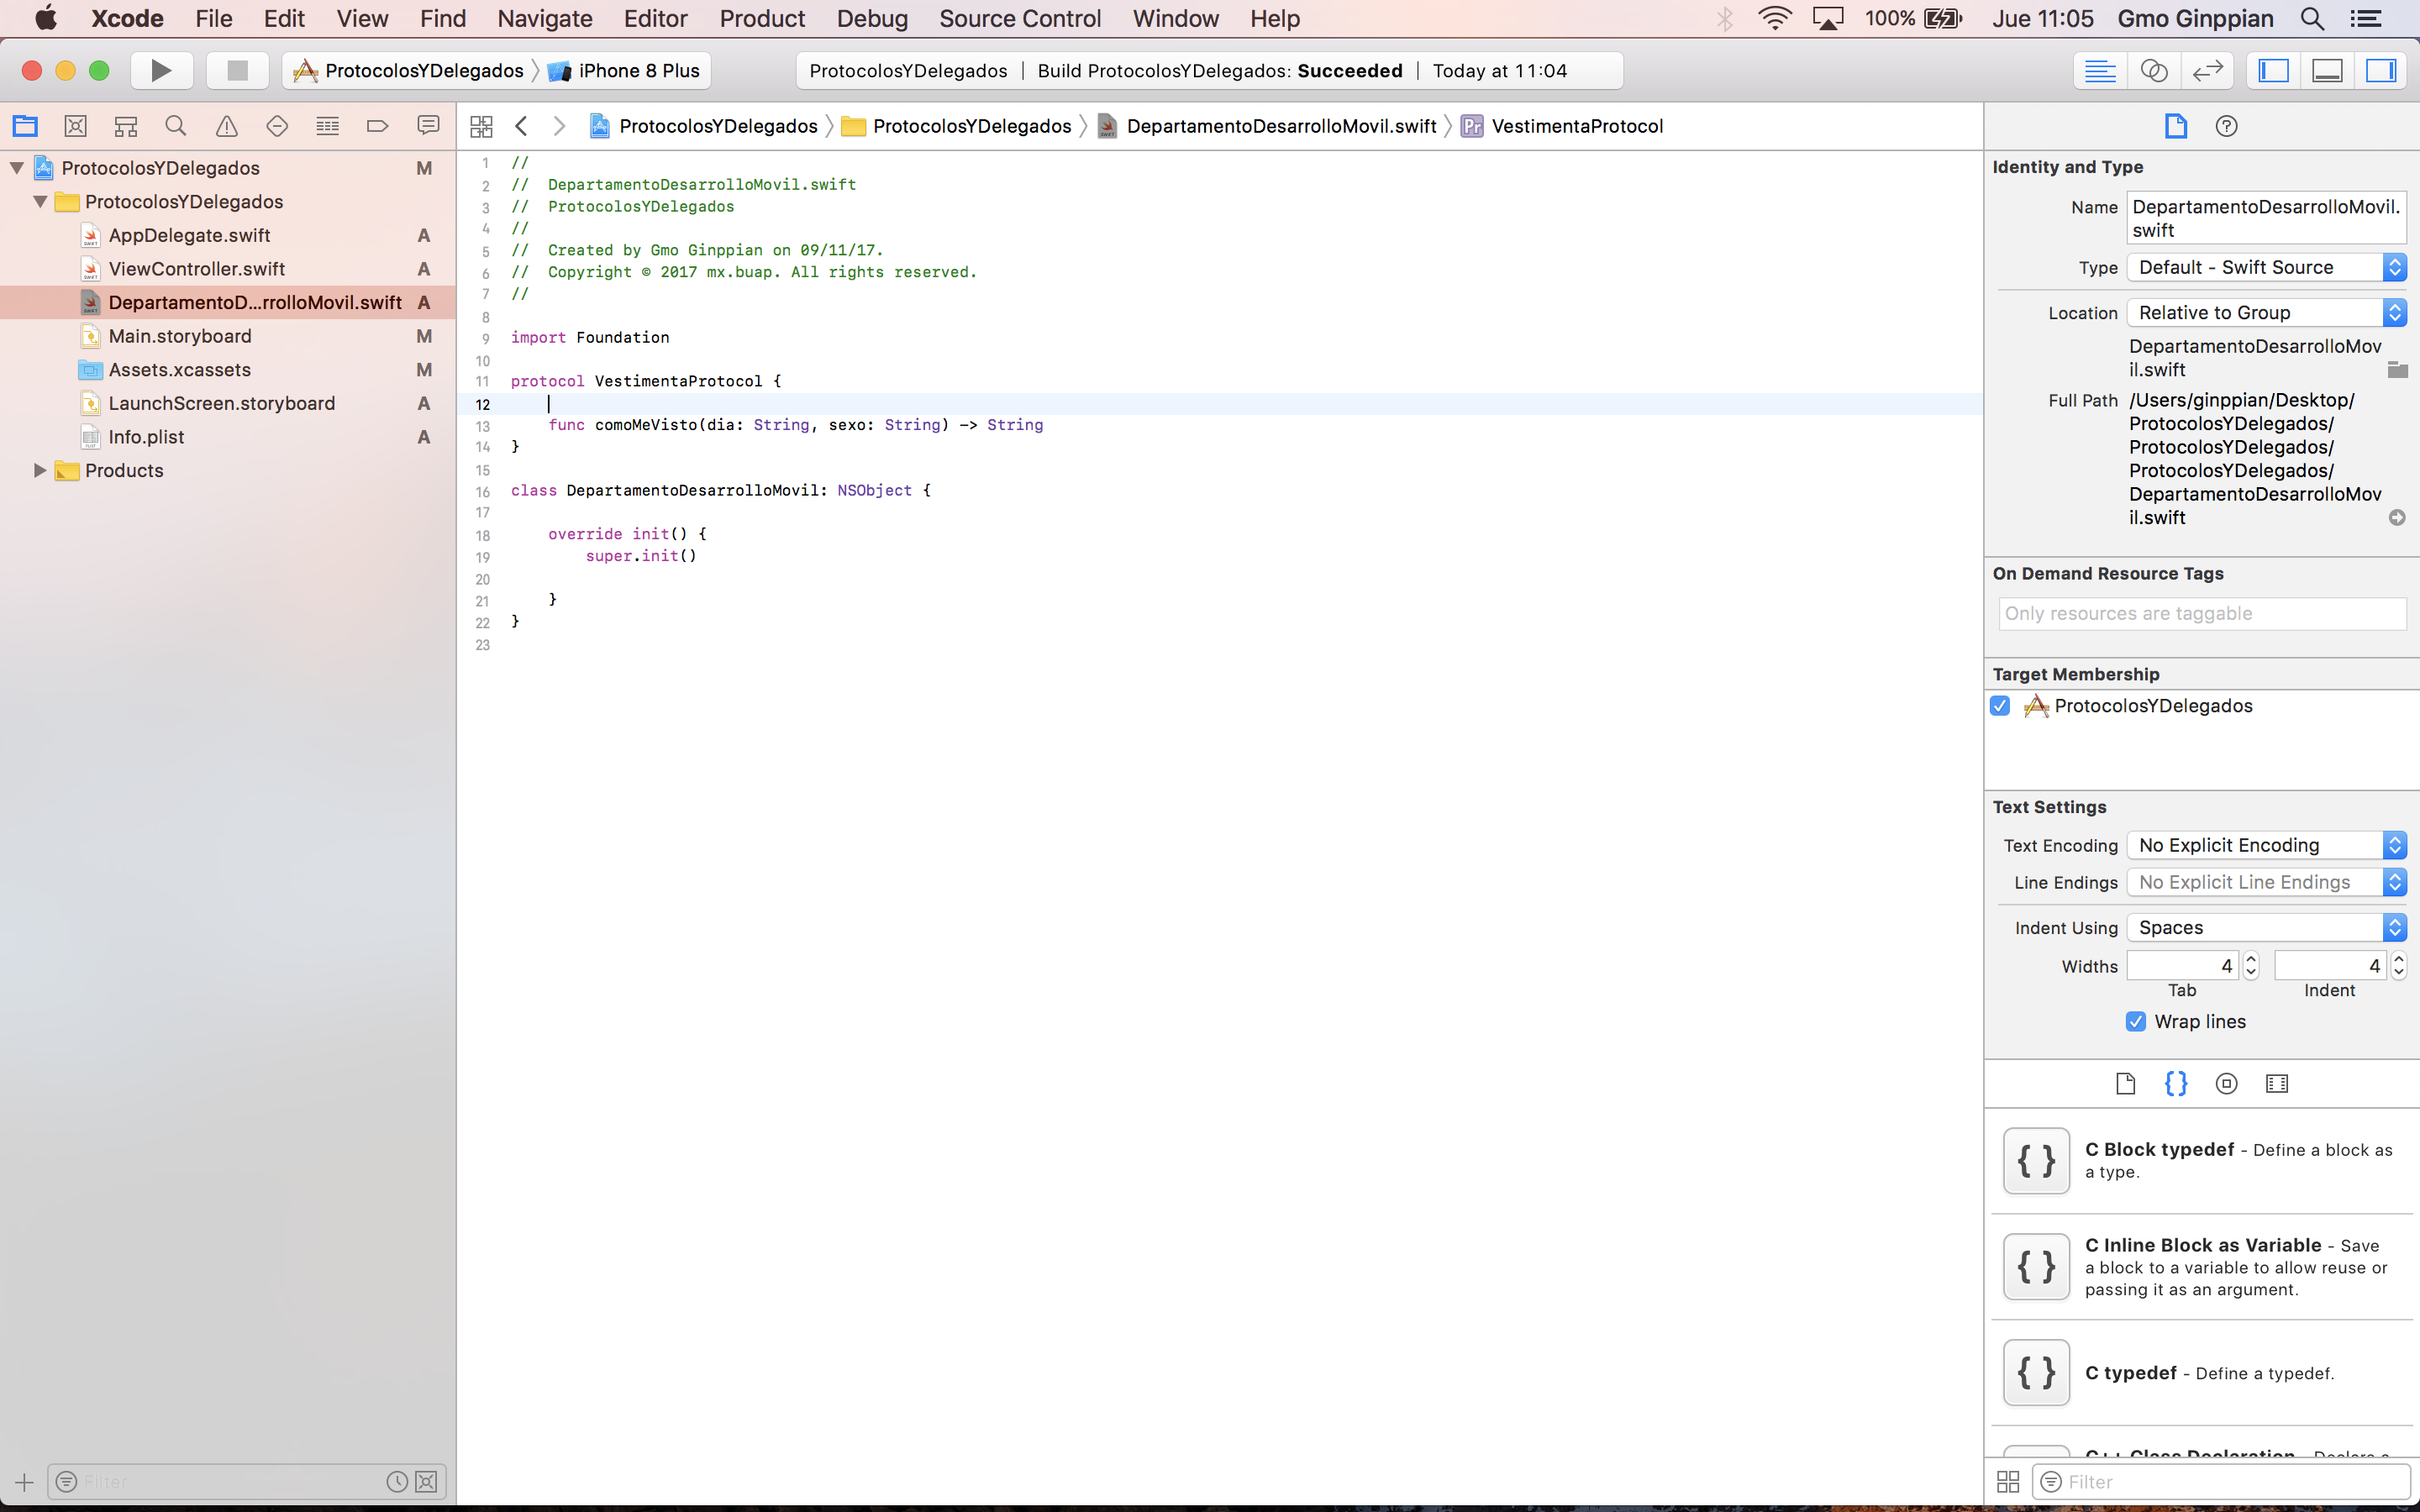 Xcode File Edit View Find Navigate Editor Product Debug Source Control Window Help 100% Jue 11:05 Gmo Ginppian
ProtocolosYDelegados iPhone 8 Plus ProtocolosYDelegados Build ProtocolosYDelegados: Succeeded Today at 11:04
ProtocolosYDelegados ProtocolosYDelegados DepartamentoDesarrolloMovil.swift Pr VestimentaProtocol
ProtocolosYDelegados M
ProtocolosYDelegados
AppDelegate.swift A
ViewController.swift A
DepartamentoD...rrolloMovil.swift A
Main.storyboard M
Assets.xcassets M
LaunchScreen.storyboard A
Info.plist A
Products
Filter
1 //
2 // DepartamentoDesarrolloMovil.swift
3 // ProtocolosYDelegados
4 //
5 // Created by Gmo Ginppian on 09/11/17.
6 // Copyright © 2017 mx.buap. All rights reserved.
7 //
8
9 import Foundation
10
11 protocol VestimentaProtocol {
12
13 func comoMeVisto(dia: String, sexo: String) -> String
14 }
15
16 class DepartamentoDesarrolloMovil: NSObject {
17
18 override init() {
19 super.init()
20
21 }
22 }
23
Identity and Type
Name DepartamentoDesarrolloMovil.
swift
Type Default - Swift Source
Location Relative to Group
DepartamentoDesarrolloMov
il.swift
Full Path /Users/ginppian/Desktop/
ProtocolosYDelegados/
ProtocolosYDelegados/
ProtocolosYDelegados/
DepartamentoDesarrolloMov
il.swift
On Demand Resource Tags
Only resources are taggable
Target Membership
ProtocolosYDelegados
Text Settings
Text Encoding No Explicit Encoding
Line Endings No Explicit Line Endings
Indent Using Spaces
Widths 4 4
Tab Indent
Wrap lines
{ } C Block typedef - Define a block as
a type.
{ } C Inline Block as Variable - Save
a block to a variable to allow reuse or
passing it as an argument.
{ } C typedef - Define a typedef.
C++ Class Declaration - Declare a
Filter